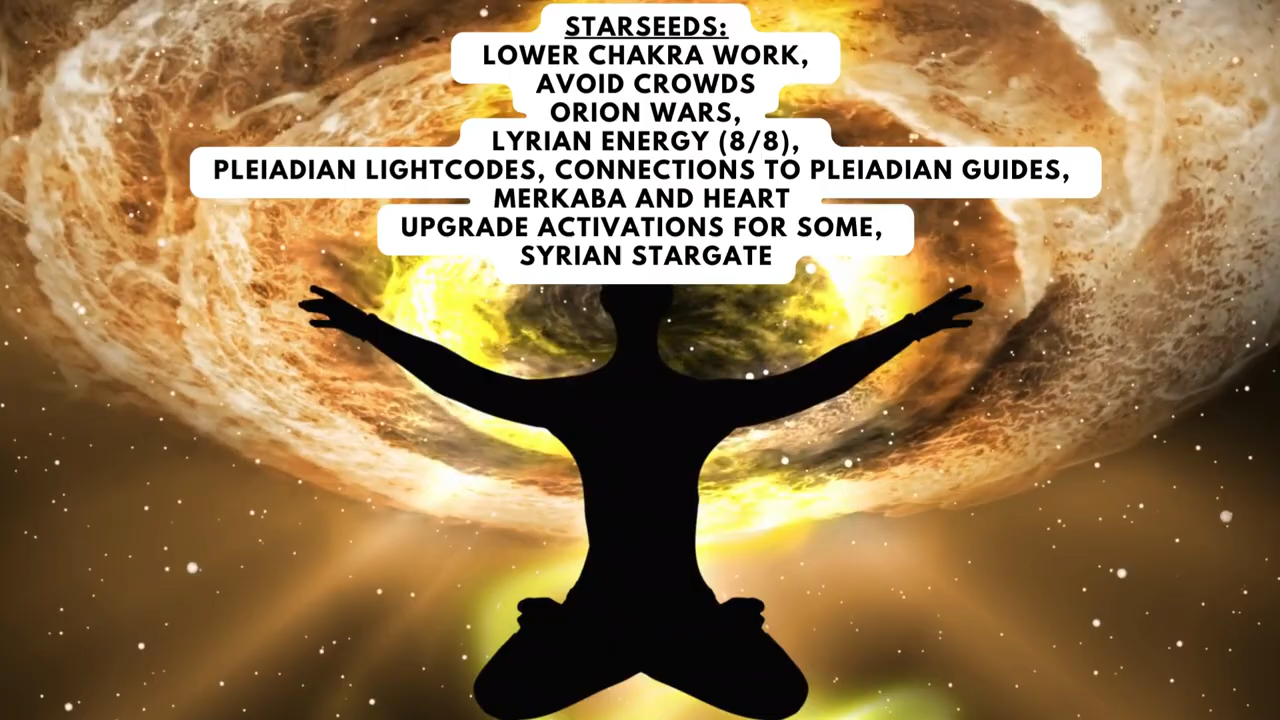 STARSEEDS:
LOWER CHAKRA WORK,
AVOID CROWDS
ORION WARS,
LYRIAN ENERGY (8/8),
PLEIADIAN LIGHTCODES, CONNECTIONS TO PLEIADIAN GUIDES,
MERKABA AND HEART
UPGRADE ACTIVATIONS FOR SOME,
SYRIAN STARGATE